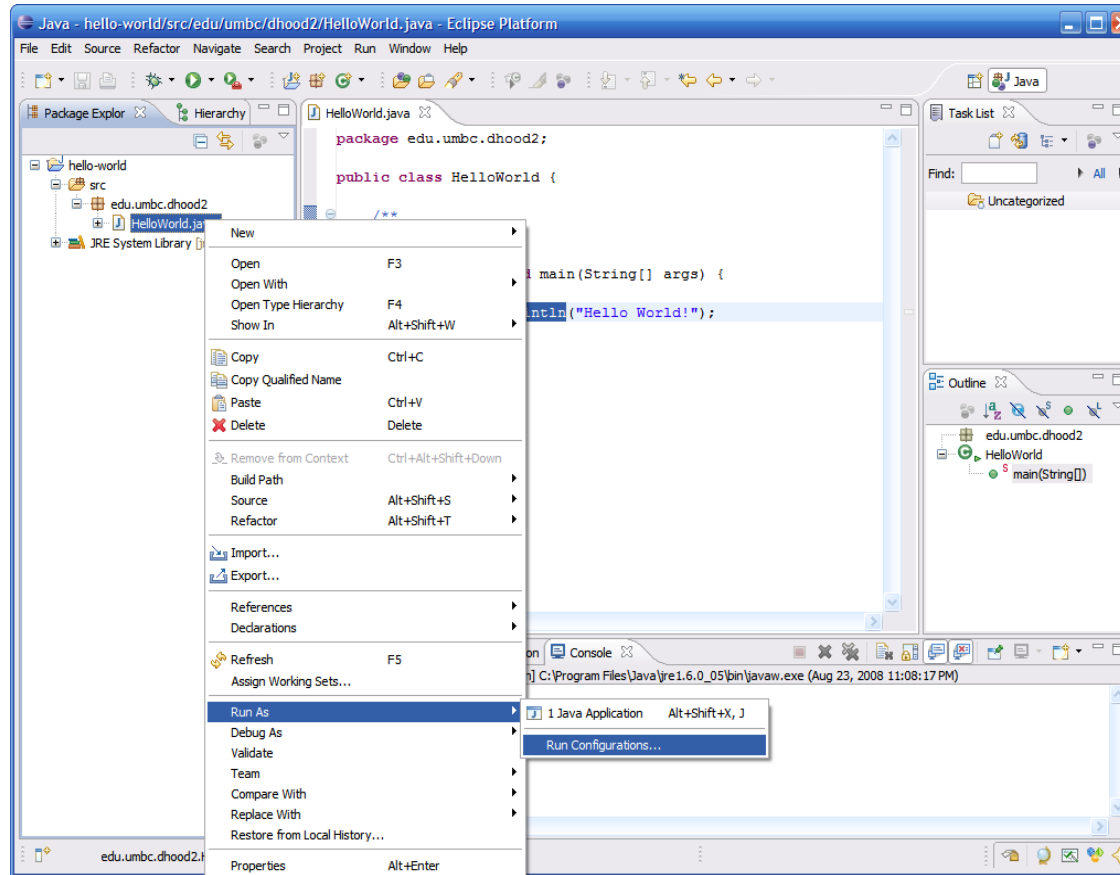 Java - hello-world/src/edu/umbc/dhood2/HelloWorld.java - Eclipse Platform
File Edit Source Refactor Navigate Search Project Run Window Help
Java
Package Explor
Hierarchy
HelloWorld.java
Task List
hello-world
src
edu.umbc.dhood2
HelloWorld.ja
JRE System Library [j
package edu.umbc.dhood2;
public class HelloWorld {
/**
main(String[] args) {
ntln("Hello World!");
Find:
All
Uncategorized
Outline
edu.umbc.dhood2
HelloWorld
S main(String[])
New
Open F3
Open With
Open Type Hierarchy F4
Show In Alt+Shift+W
Copy Ctrl+C
Copy Qualified Name
Paste Ctrl+V
Delete Delete
Remove from Context Ctrl+Alt+Shift+Down
Build Path
Source Alt+Shift+S
Refactor Alt+Shift+T
Import...
Export...
References
Declarations
Refresh F5
Assign Working Sets...
Run As
Debug As
Validate
Team
Compare With
Replace With
Restore from Local History...
Properties Alt+Enter
1 Java Application Alt+Shift+X, J
Run Configurations...
on
Console
] C:\Program Files\Java\jre1.6.0_05\bin\javaw.exe (Aug 23, 2008 11:08:17 PM)
edu.umbc.dhood2.H